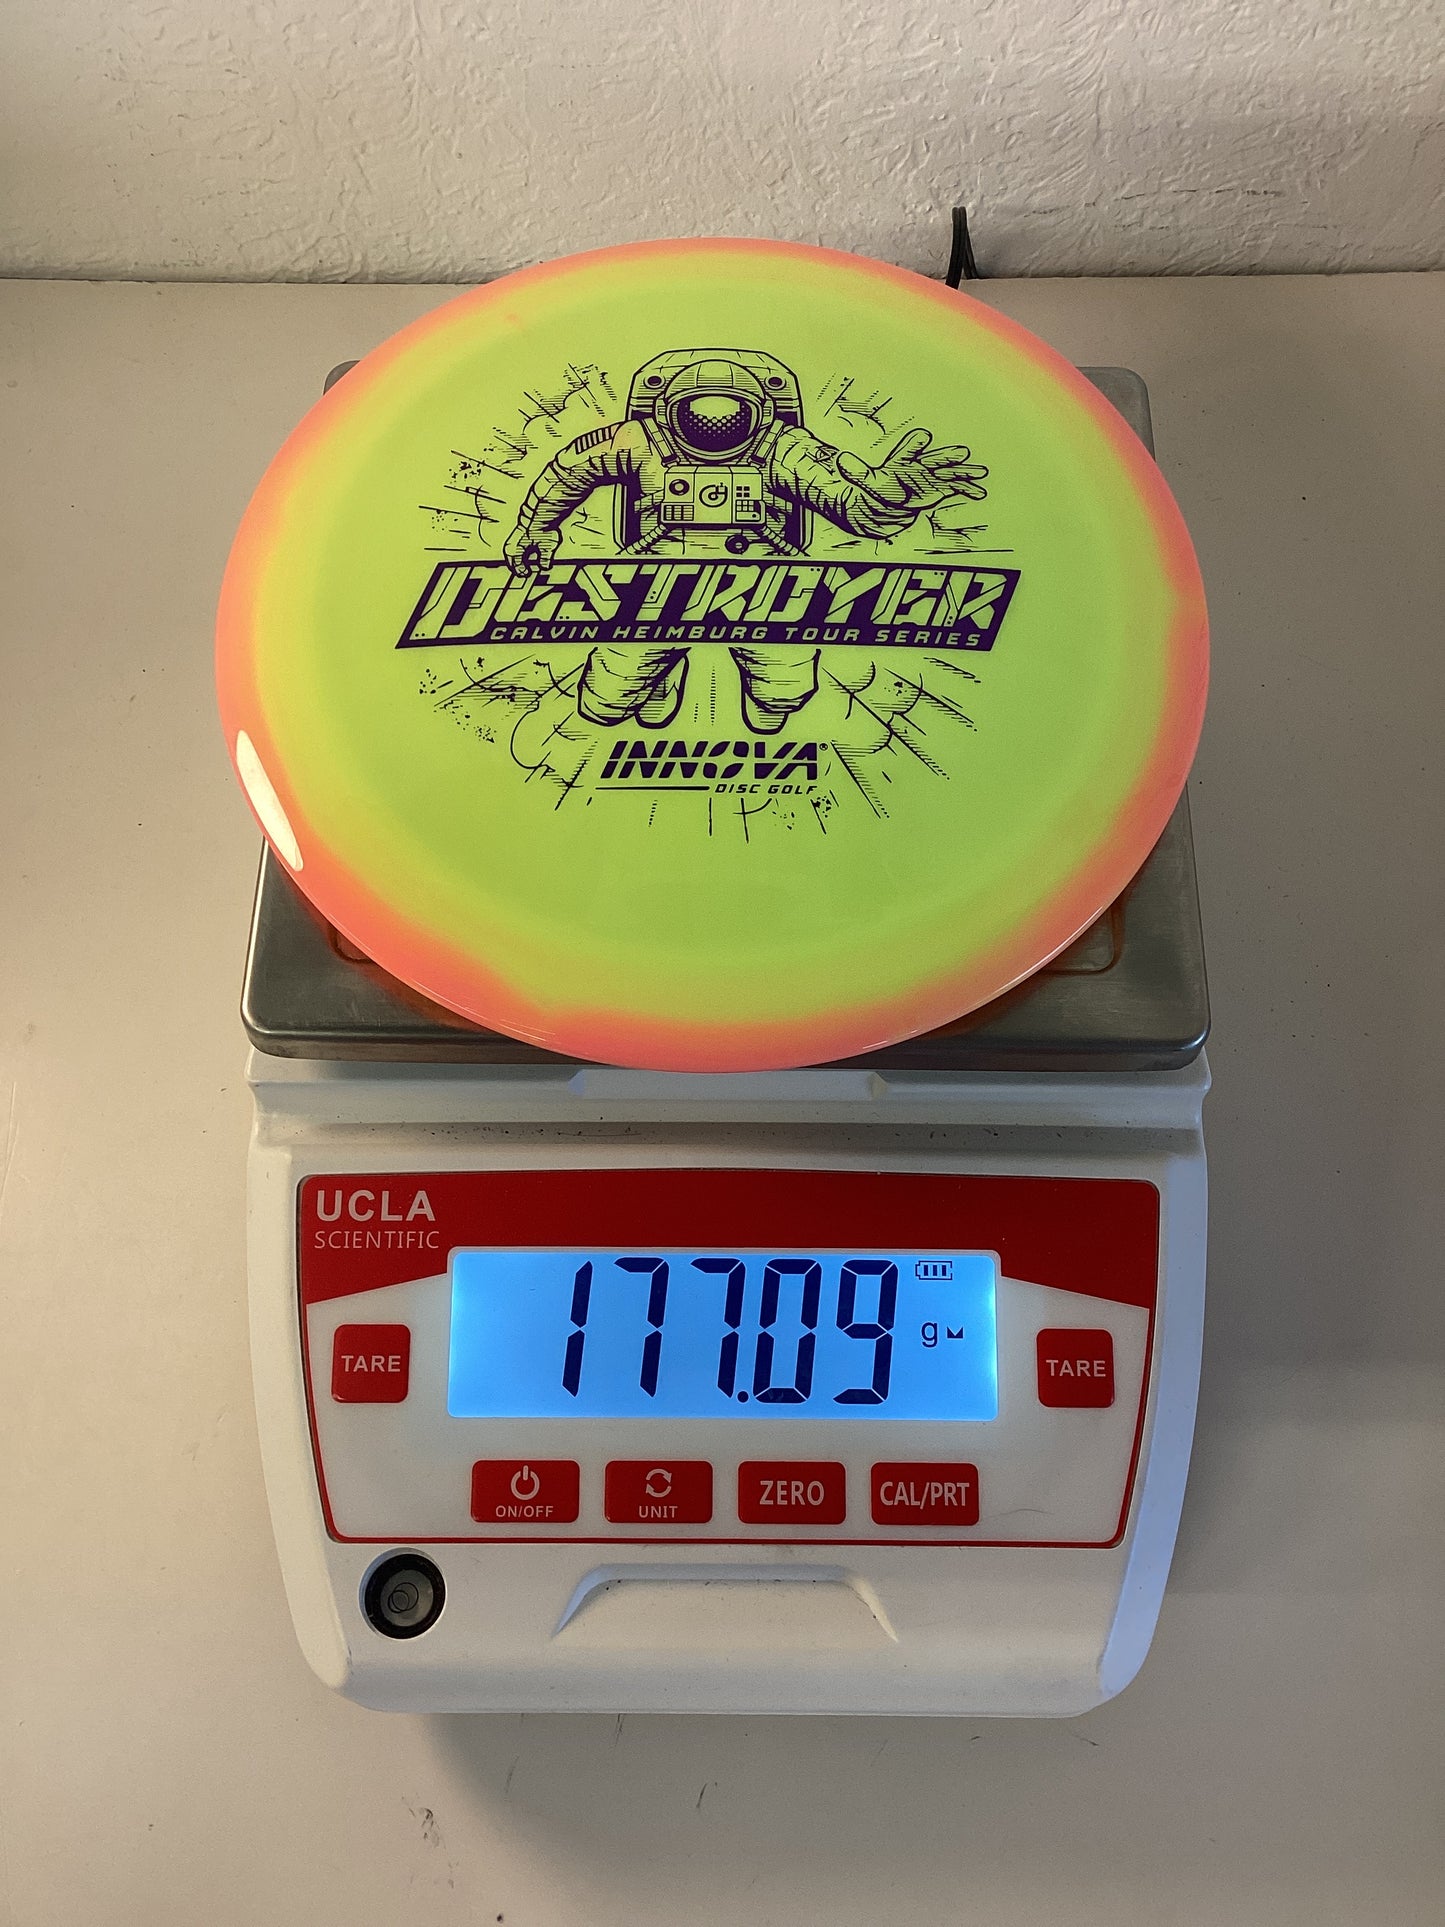 DESTROYER
CALVIN HEIMBURG TOUR SERIES
INNOVA®
DISC GOLF
UCLA
SCIENTIFIC
177.09 g
TARE
TARE
ON/OFF
UNIT
ZERO
CAL/PRT